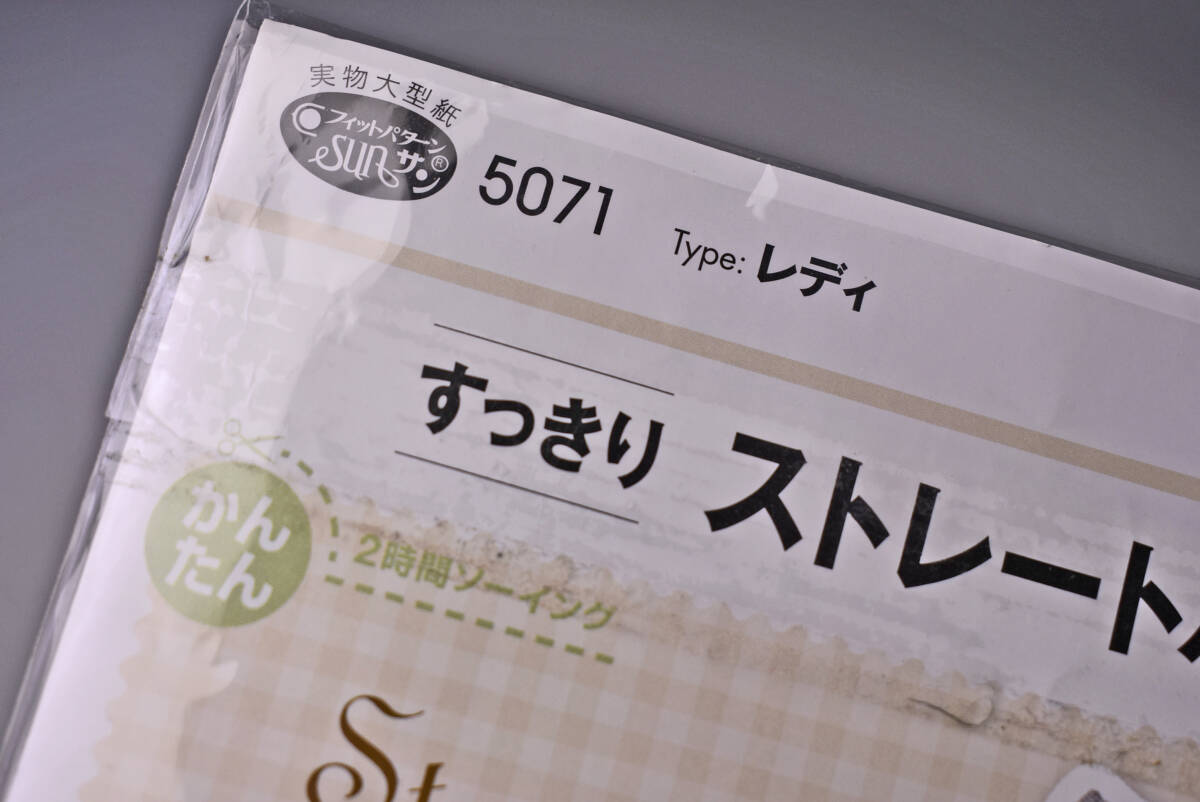 実物大型紙
フィットパターン
sun サン®
5071
Type: レディ
すっきり ストレート
かん
たん
2時間ソーイング
St